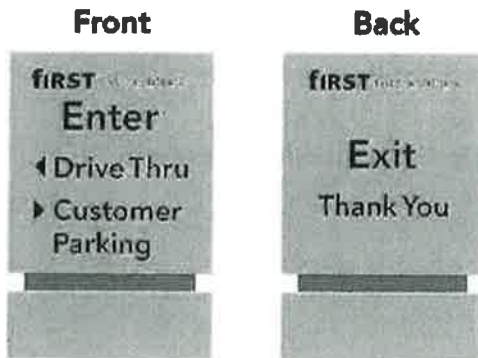 Front
fiRST
Enter
Drive Thru
Customer
Parking
Back
fiRST
Exit
Thank You